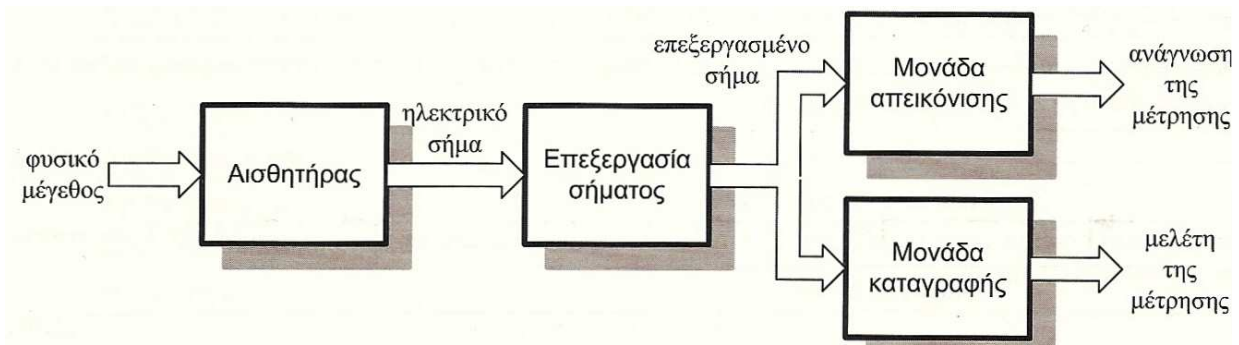 φυσικό
μέγεθος
Αισθητήρας
ηλεκτρικό
σήμα
Επεξεργασία
σήματος
επεξεργασμένο
σήμα
Μονάδα
απεικόνισης
ανάγνωση
της
μέτρησης
Μονάδα
καταγραφής
μελέτη
της
μέτρησης